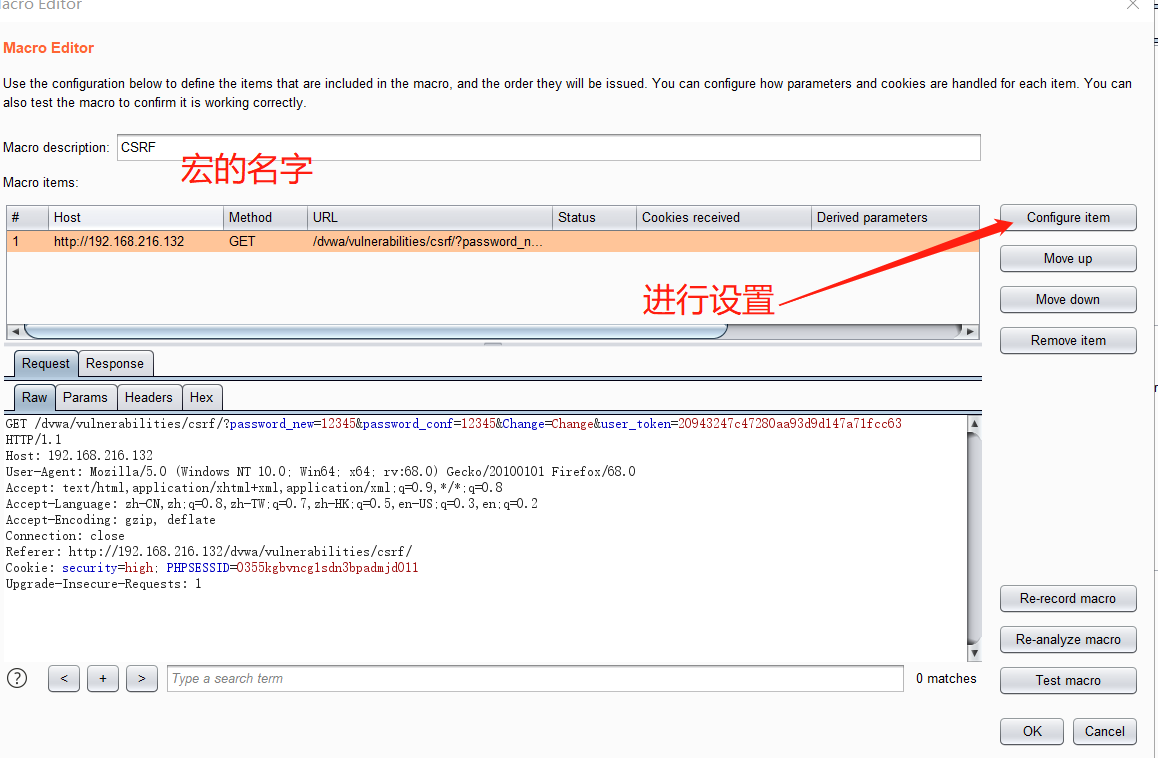 Macro Editor
Macro Editor
Use the configuration below to define the items that are included in the macro, and the order they will be issued. You can configure how parameters and cookies are handled for each item. You can
also test the macro to confirm it is working correctly.
Macro description: CSRF
宏的名字
Macro items:
# Host Method URL Status Cookies received Derived parameters
1 http://192.168.216.132 GET /dvwa/vulnerabilities/csrf/?password_n...
Configure item
Move up
进行设置
Move down
Remove item
Request Response
Raw Params Headers Hex
GET /dvwa/vulnerabilities/csrf/?password_new=12345&password_conf=12345&Change=Change&user_token=20943247c47280aa93d9d147a71fcc63
HTTP/1.1
Host: 192.168.216.132
User-Agent: Mozilla/5.0 (Windows NT 10.0; Win64; x64; rv:68.0) Gecko/20100101 Firefox/68.0
Accept: text/html,application/xhtml+xml,application/xml;q=0.9,*/*;q=0.8
Accept-Language: zh-CN,zh;q=0.8,zh-TW;q=0.7,zh-HK;q=0.5,en-US;q=0.3,en;q=0.2
Accept-Encoding: gzip, deflate
Connection: close
Referer: http://192.168.216.132/dvwa/vulnerabilities/csrf/
Cookie: security=high; PHPSESSID=0355kgbvncglsdn3bpadmjd011
Upgrade-Insecure-Requests: 1
Re-record macro
Re-analyze macro
? < + > Type a search term 0 matches
Test macro
OK Cancel